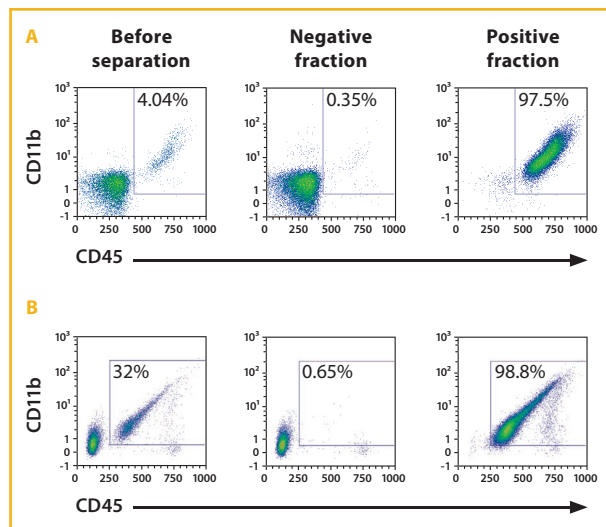 A
Before separation
Negative fraction
Positive fraction
CD11b
10³
10²
10¹
1
0
-1
4.04%
0 250 500 750 1000
10³
10²
10¹
1
0
-1
0.35%
0 250 500 750 1000
10³
10²
10¹
1
0
-1
97.5%
0 250 500 750 1000
CD45
B
CD11b
10³
10²
10¹
1
0
-1
32%
0 250 500 750 1000
10³
10²
10¹
1
0
-1
0.65%
0 250 500 750 1000
10³
10²
10¹
1
0
-1
98.8%
0 250 500 750 1000
CD45